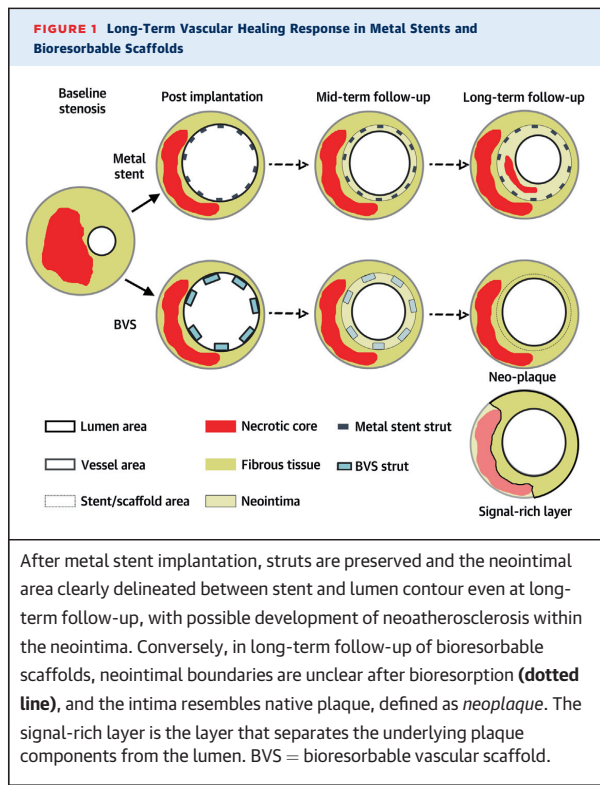 FIGURE 1 Long-Term Vascular Healing Response in Metal Stents and
Bioresorbable Scaffolds
Baseline
stenosis
Post implantation
Mid-term follow-up
Long-term follow-up
Metal
stent
BVS
Neo-plaque
Lumen area
Necrotic core
Metal stent strut
Vessel area
Fibrous tissue
BVS strut
Stent/scaffold area
Neointima
Signal-rich layer
After metal stent implantation, struts are preserved and the neointimal
area clearly delineated between stent and lumen contour even at long-
term follow-up, with possible development of neoatherosclerosis within
the neointima. Conversely, in long-term follow-up of bioresorbable
scaffolds, neointimal boundaries are unclear after bioresorption (dotted
line), and the intima resembles native plaque, defined as neoplaque. The
signal-rich layer is the layer that separates the underlying plaque
components from the lumen. BVS = bioresorbable vascular scaffold.